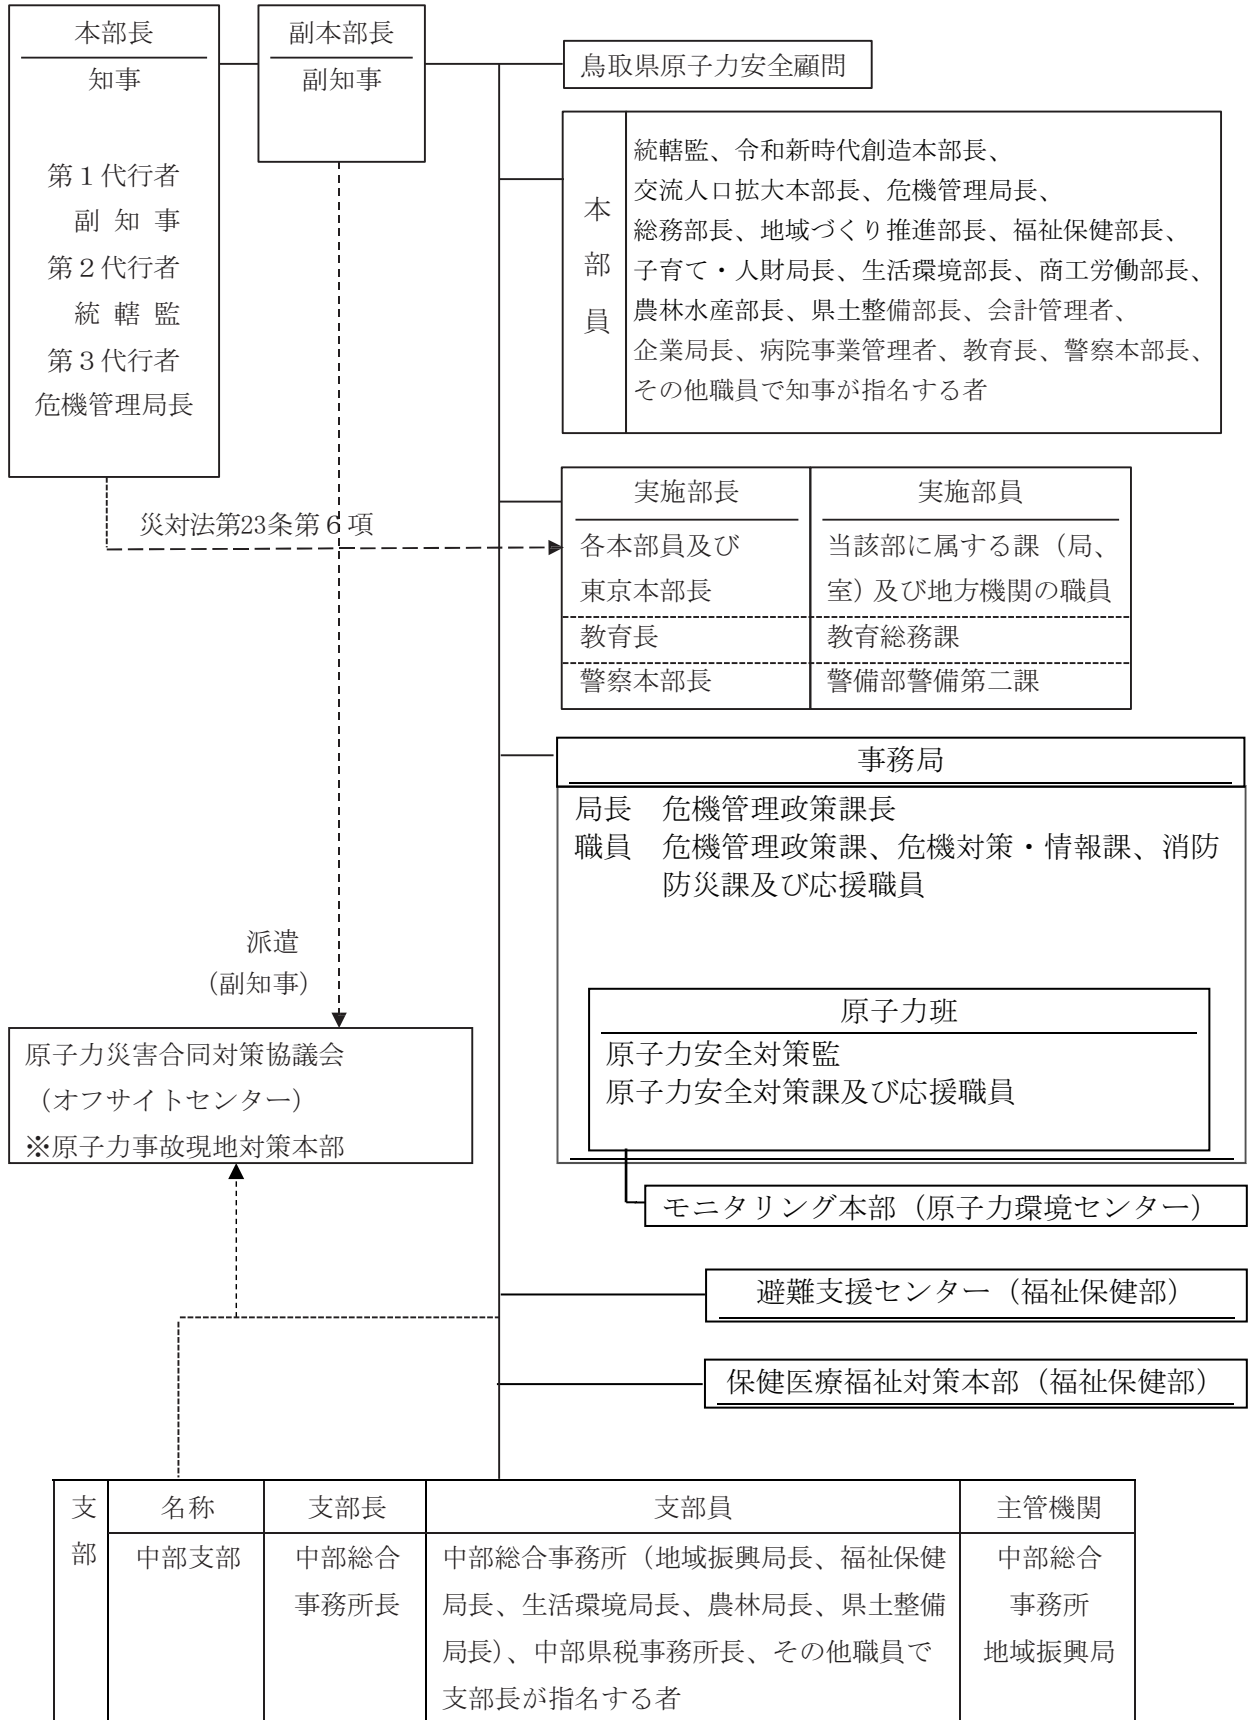 本部長
知事
第１代行者
副 知 事
第２代行者
統 轄 監
第３代行者
危機管理局長
副本部長
副知事
鳥取県原子力安全顧問
本部員
統轄監、令和新時代創造本部長、
交流人口拡大本部長、危機管理局長、
総務部長、地域づくり推進部長、福祉保健部長、
子育て・人財局長、生活環境部長、商工労働部長、
農林水産部長、県土整備部長、会計管理者、
企業局長、病院事業管理者、教育長、警察本部長、
その他職員で知事が指名する者
災対法第23条第６項
実施部長
実施部員
各本部員及び
東京本部長
当該部に属する課（局、
室）及び地方機関の職員
教育長
教育総務課
警察本部長
警備部警備第二課
事務局
局長　危機管理政策課長
職員　危機管理政策課、危機対策・情報課、消防
防災課及び応援職員
原子力班
原子力安全対策監
原子力安全対策課及び応援職員
モニタリング本部（原子力環境センター）
派遣
（副知事）
原子力災害合同対策協議会
（オフサイトセンター）
※原子力事故現地対策本部
避難支援センター（福祉保健部）
保健医療福祉対策本部（福祉保健部）
支部
名称
支部長
支部員
主管機関
中部支部
中部総合
事務所長
中部総合事務所（地域振興局長、福祉保健
局長、生活環境局長、農林局長、県土整備
局長）、中部県税事務所長、その他職員で
支部長が指名する者
中部総合
事務所
地域振興局